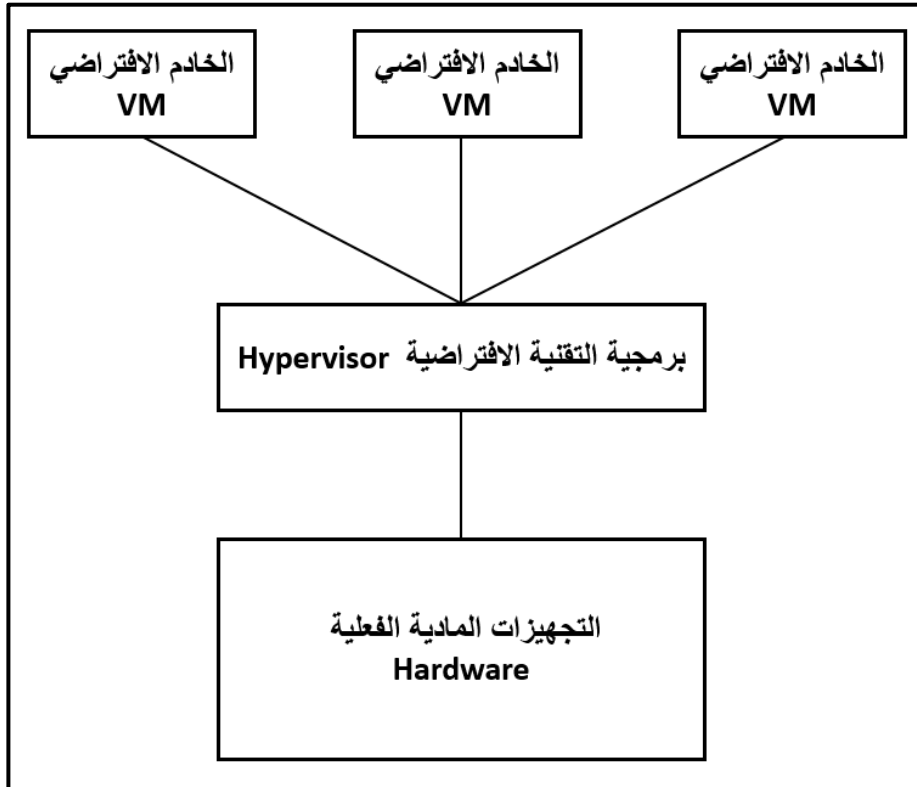 الخادم الافتراضي
VM
الخادم الافتراضي
VM
الخادم الافتراضي
VM
برمجية التقنية الافتراضية Hypervisor
التجهيزات المادية الفعلية
Hardware